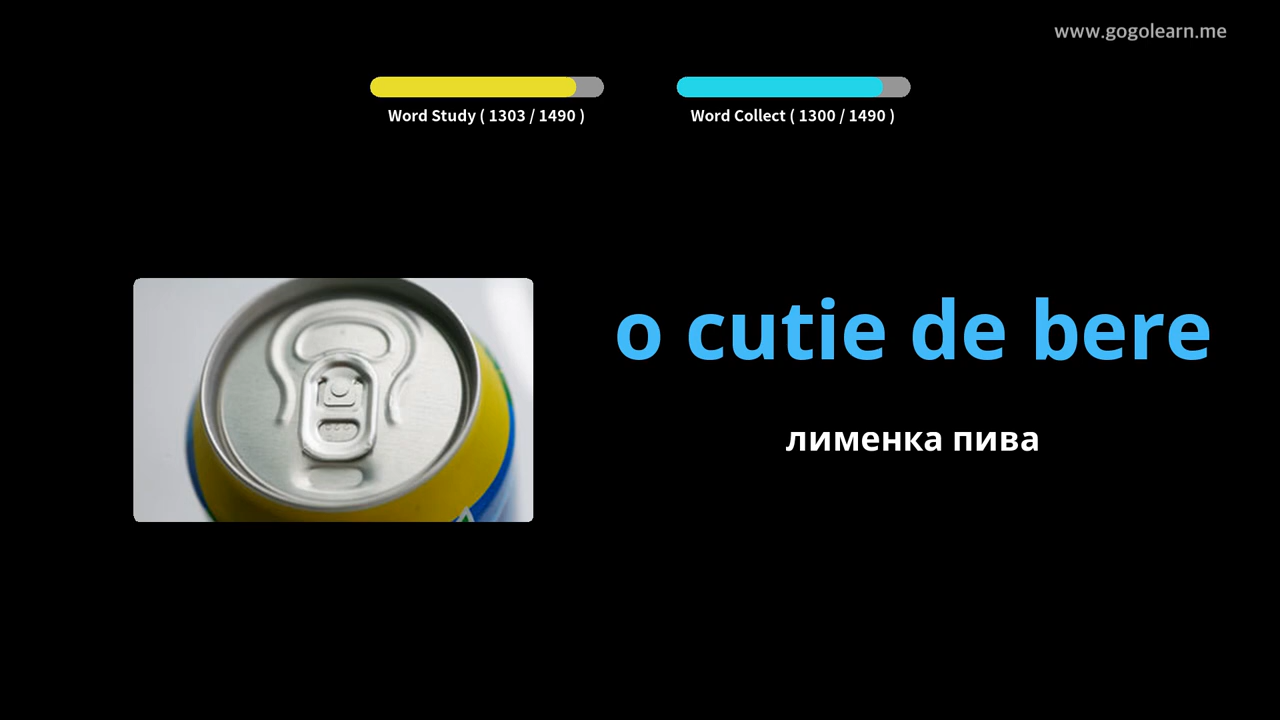 www.gogolearn.me
Word Study ( 1303 / 1490 )
Word Collect ( 1300 / 1490 )
o cutie de bere
лименка пива